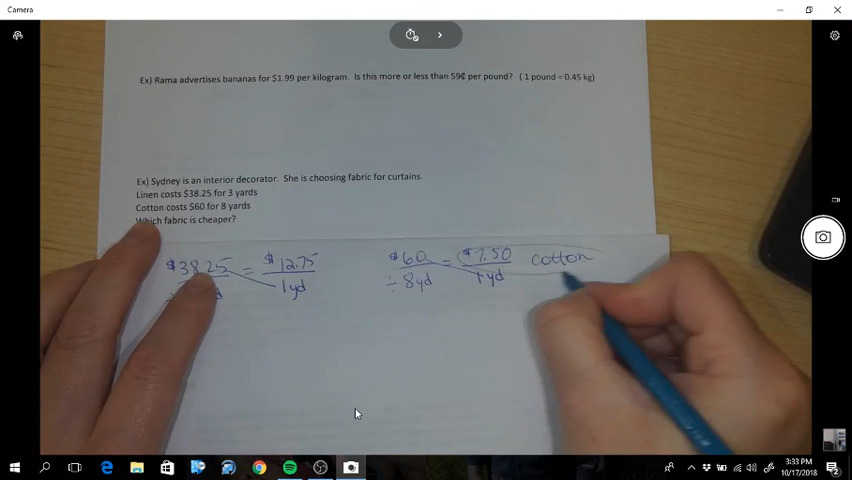 Camera
Ex) Rama advertises bananas for $1.99 per kilogram. Is this more or less than 59¢ per pound? ( 1 pound = 0.45 kg)
Ex) Sydney is an interior decorator. She is choosing fabric for curtains.
Linen costs $38.25 for 3 yards
Cotton costs $60 for 8 yards
Which fabric is cheaper?
$38.25 = $12.75 $60 = $7.50 cotton
1yd ÷ 8yd 1yd
3:33 PM
10/17/2018